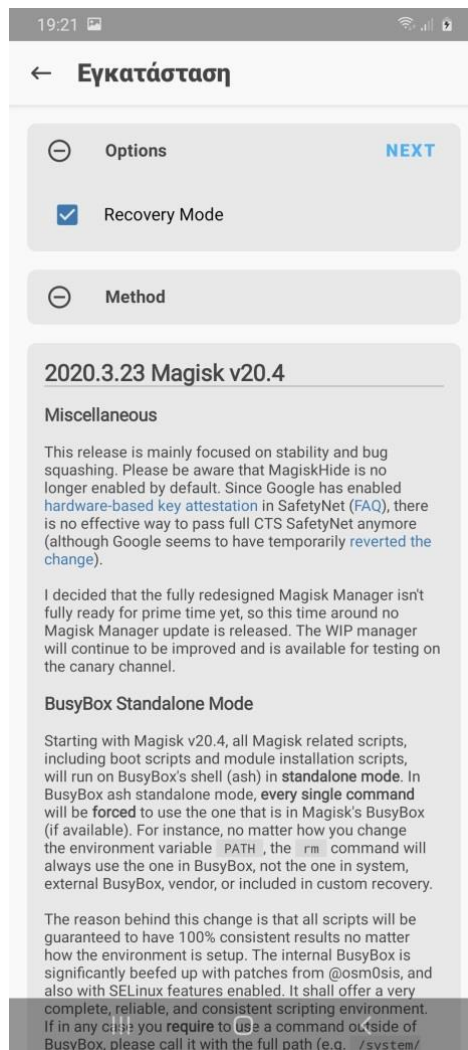 19:21
Εγκατάσταση
Options
NEXT
Recovery Mode
Method
2020.3.23 Magisk v20.4
Miscellaneous
This release is mainly focused on stability and bug
squashing. Please be aware that MagiskHide is no
longer enabled by default. Since Google has enabled
hardware-based key attestation in SafetyNet (FAQ), there
is no effective way to pass full CTS SafetyNet anymore
(although Google seems to have temporarily reverted the
change).
I decided that the fully redesigned Magisk Manager isn't
fully ready for prime time yet, so this time around no
Magisk Manager update is released. The WIP manager
will continue to be improved and is available for testing on
the canary channel.
BusyBox Standalone Mode
Starting with Magisk v20.4, all Magisk related scripts,
including boot scripts and module installation scripts,
will run on BusyBox's shell (ash) in standalone mode. In
BusyBox ash standalone mode, every single command
will be forced to use the one that is in Magisk's BusyBox
(if available). For instance, no matter how you change
the environment variable PATH , the rm command will
always use the one in BusyBox, not the one in system,
external BusyBox, vendor, or included in custom recovery.
The reason behind this change is that all scripts will be
guaranteed to have 100% consistent results no matter
how the environment is setup. The internal BusyBox is
significantly beefed up with patches from @osm0sis, and
also with SELinux features enabled. It shall offer a very
complete, reliable, and consistent scripting environment.
If in any case you require to use a command outside of
BusyBox, please call it with the full path (e.g. /system/